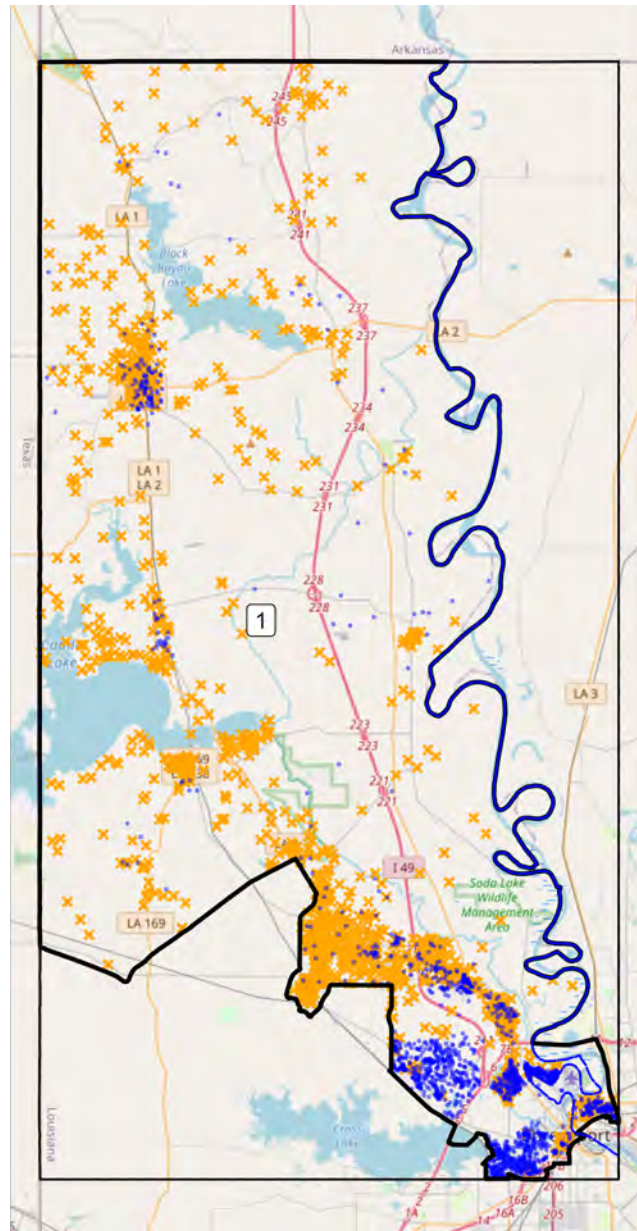 Arkansas
245
245
LA 1
241
241
Black
Bayou
Lake
237
237
LA 2
234
234
Texas
LA 1
LA 2
231
231
228
228
1
Lake
LA 3
223
223
221
221
I 49
Soda Lake
Wildlife
Management
Area
LA 169
Cross
Lake
Louisiana
206
16B
1A
16A
205